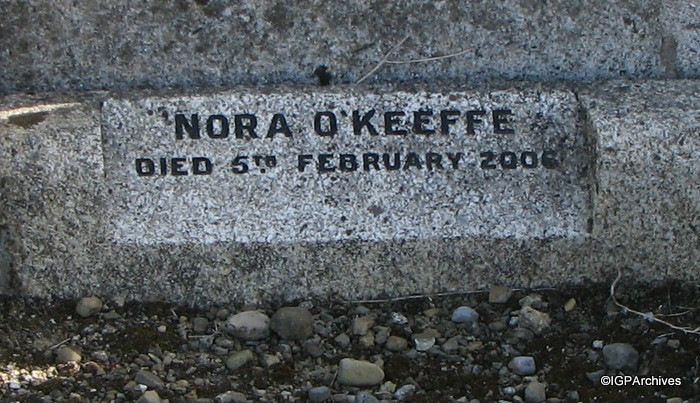 NORA O'KEEFFE
DIED 5TH FEBRUARY 2006
©IGPArchives